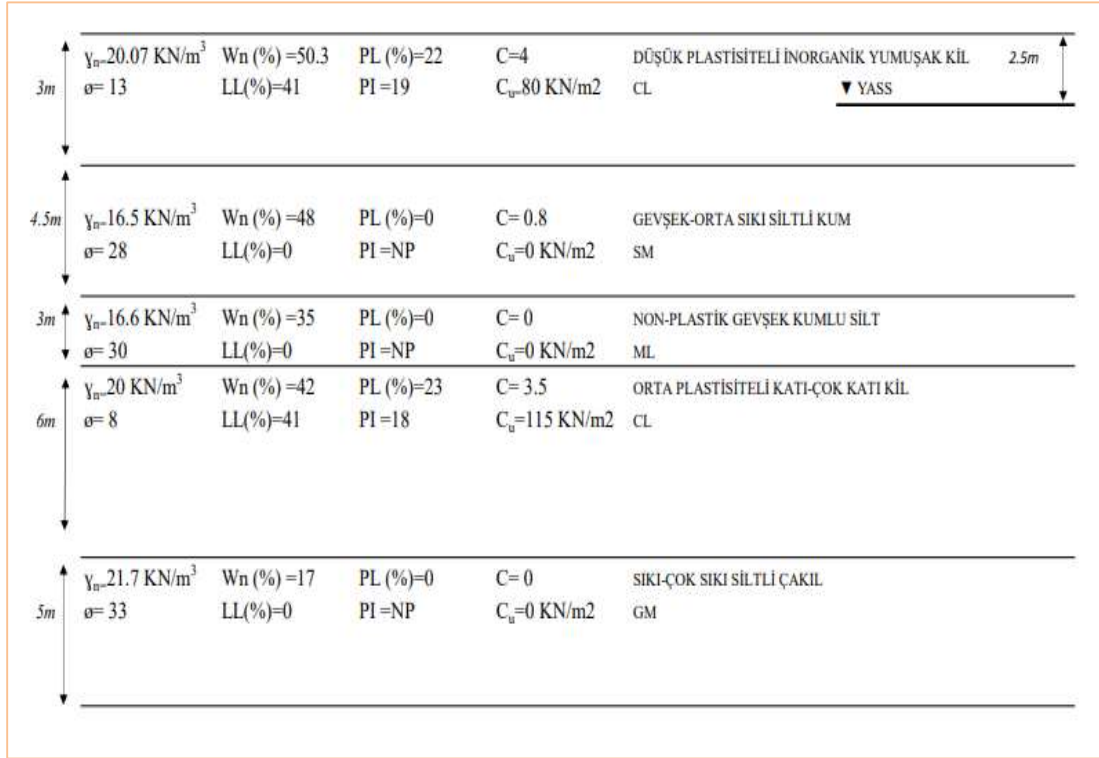 γn=20.07 KN/m³ Wn (%) =50.3 PL (%)=22 C=4 DÜŞÜK PLASTİSİTELİ İNORGANİK YUMUŞAK KİL 2.5m
3m ø= 13 LL(%)=41 PI =19 Cu=80 KN/m2 CL ▼ YASS
4.5m γn=16.5 KN/m³ Wn (%) =48 PL (%)=0 C= 0.8 GEVŞEK-ORTA SIKI SİLTLİ KUM
ø= 28 LL(%)=0 PI =NP Cu=0 KN/m2 SM
3m γn=16.6 KN/m³ Wn (%) =35 PL (%)=0 C= 0 NON-PLASTİK GEVŞEK KUMLU SİLT
ø= 30 LL(%)=0 PI =NP Cu=0 KN/m2 ML
γn=20 KN/m³ Wn (%) =42 PL (%)=23 C= 3.5 ORTA PLASTİSİTELİ KATI-ÇOK KATI KİL
6m ø= 8 LL(%)=41 PI =18 Cu=115 KN/m2 CL
γn=21.7 KN/m³ Wn (%) =17 PL (%)=0 C= 0 SIKI-ÇOK SIKI SİLTLİ ÇAKIL
5m ø= 33 LL(%)=0 PI =NP Cu=0 KN/m2 GM